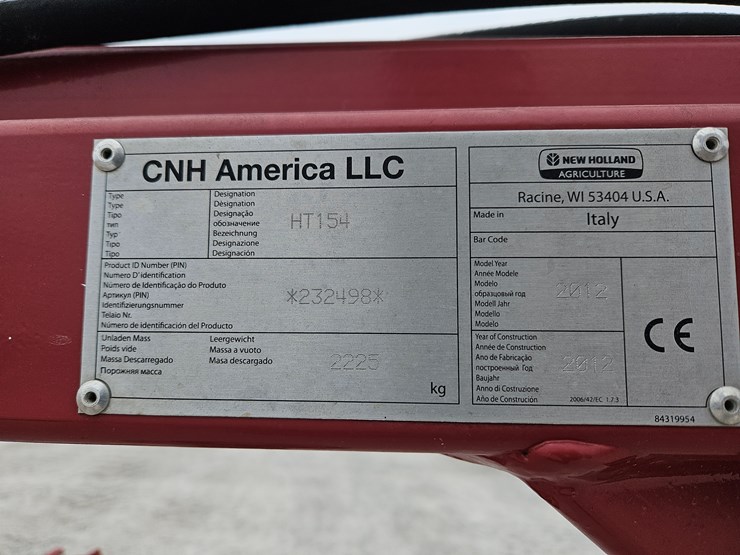 CNH America LLC
Type
Type
Tipo
тип
Typ
Tipo
Tipo
Designation
Dèsignation
Designação
обозначение
Bezeichnung
Designazione
Designación
HT154
Product ID Number (PIN)
Numero D'identification
Número de Identificação do Produto
Артикул (PIN)
Identifizierungsnummer
Telaio Nr.
Número de identificación del Producto
*232498*
Unladen Mass
Poids vide
Massa Descarregado
Порожняя масса
Leergewicht
Massa a vuoto
Masa descargado
2225
kg
NEW HOLLAND
AGRICULTURE
Racine, WI 53404 U.S.A.
Made in
Italy
Bar Code
Model Year
Année Modele
Modelo
образцовый год
Modell Jahr
Modello
Modelo
2012
Year of Construction
Année de Construction
Ano de Fabricação
построенный Год
Baujahr
Anno di Costruzione
Año de Construction
2012
2006/42/EC 1.7.3
CE
84319954